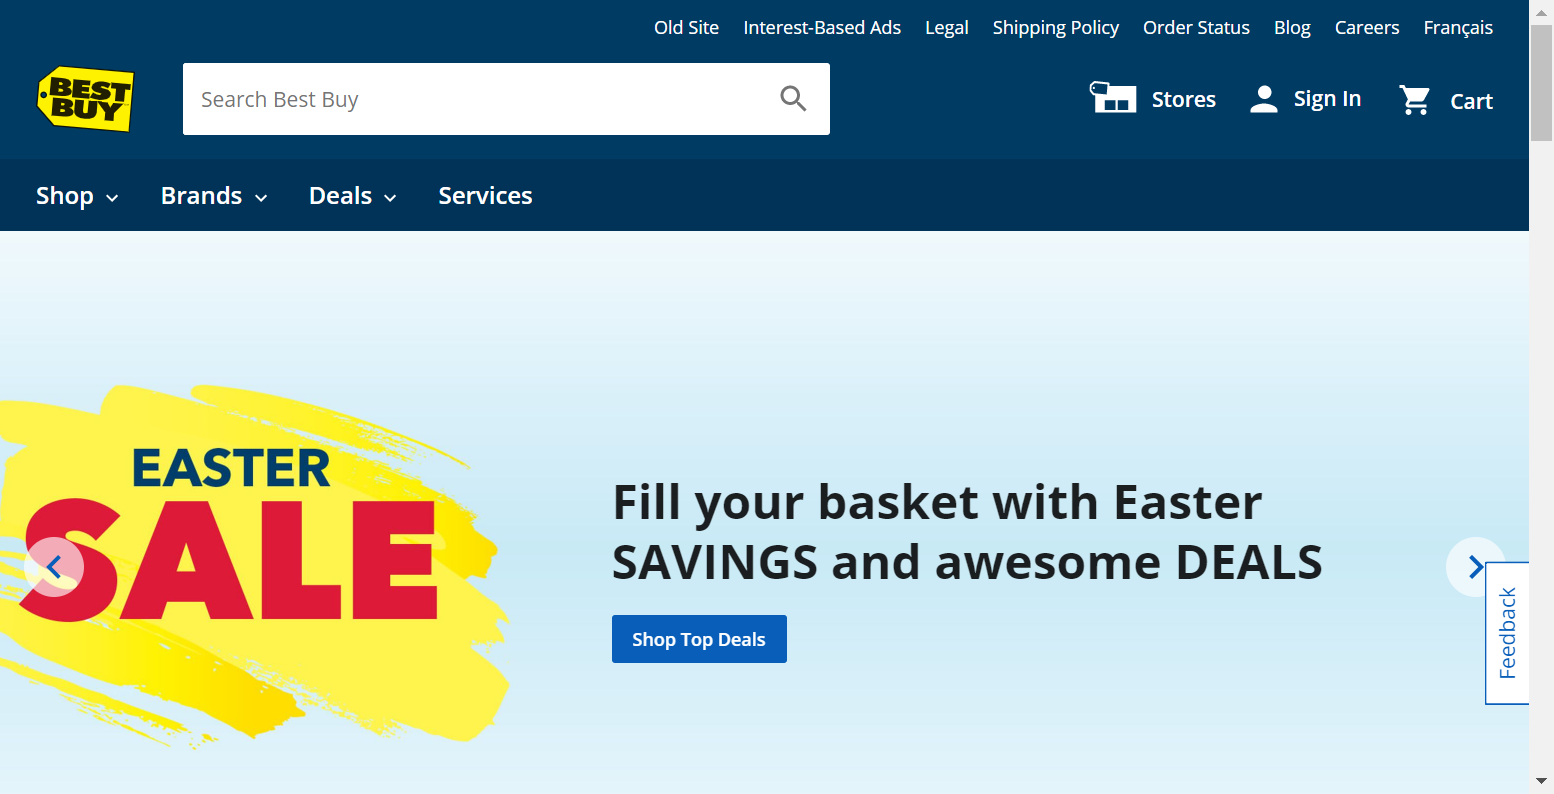 Old Site Interest-Based Ads Legal Shipping Policy Order Status Blog Careers Français
BEST
BUY
Search Best Buy
Stores Sign In Cart
Shop Brands Deals Services
EASTER
SALE
Fill your basket with Easter
SAVINGS and awesome DEALS
Shop Top Deals
Feedback